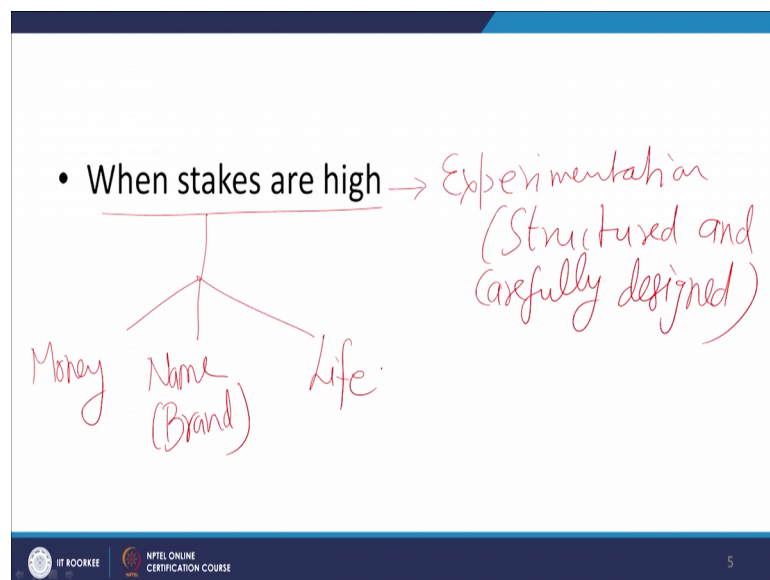 • When stakes are high → Experimentation
(Structured and
Carefully designed)
Money Name Life
(Brand)
IIT ROORKEE NPTEL ONLINE
CERTIFICATION COURSE
5